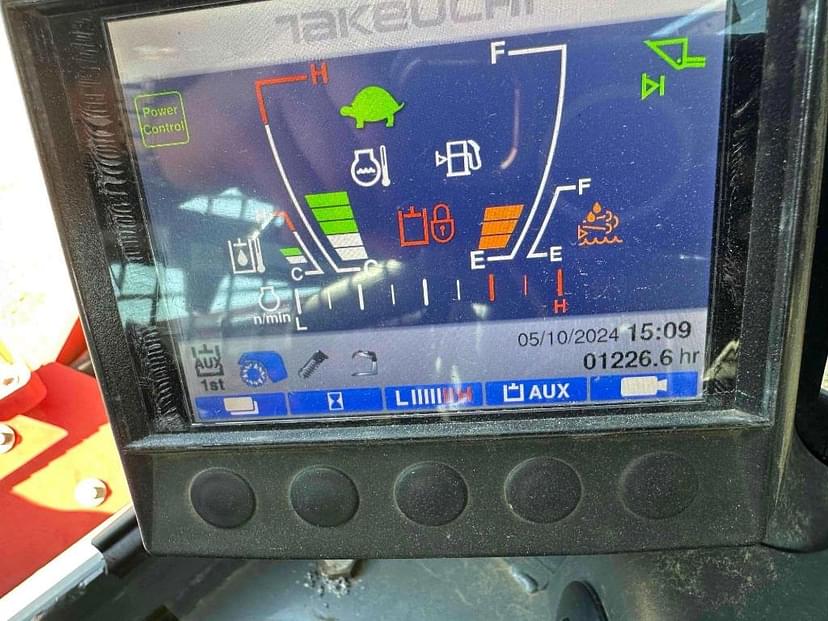 TAKEUCHI
H
F
Power
Control
H
F
C
C
E
E
n/min
L
H
05/10/2024 15:09
01226.6 hr
AUX
1st
L H
AUX